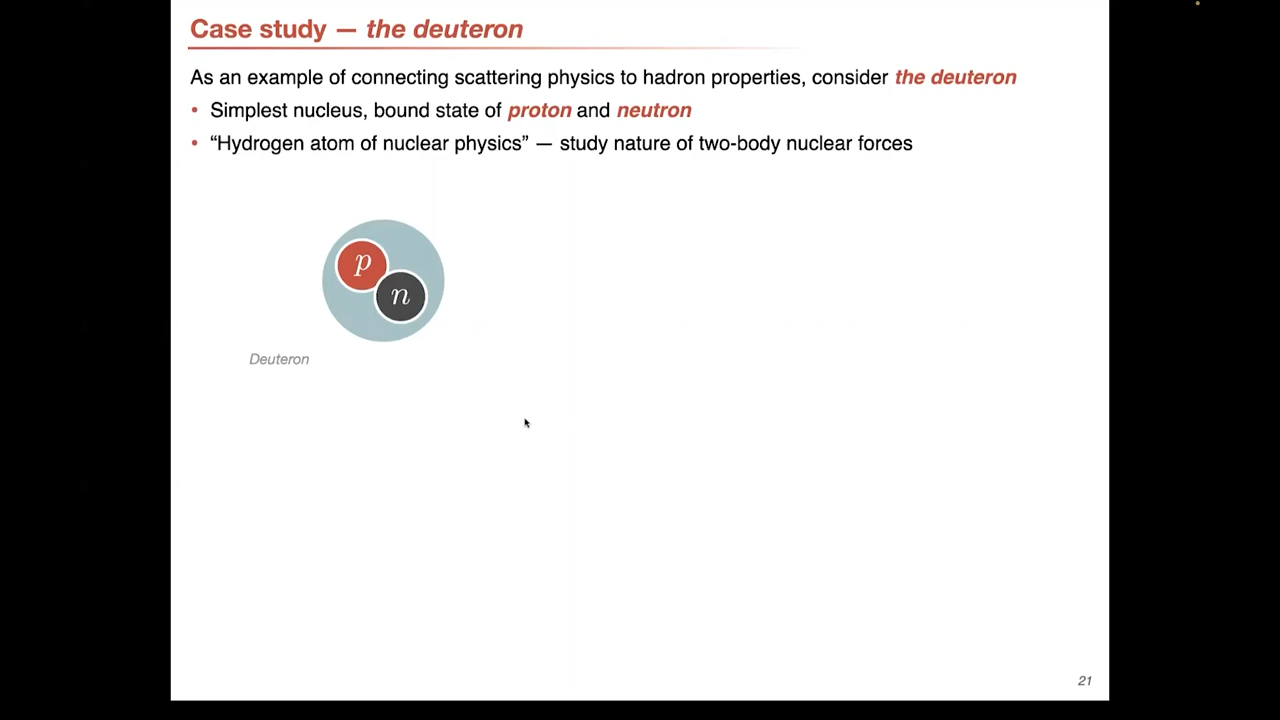 Case study — the deuteron
As an example of connecting scattering physics to hadron properties, consider the deuteron
• Simplest nucleus, bound state of proton and neutron
• “Hydrogen atom of nuclear physics” — study nature of two-body nuclear forces
p
n
Deuteron
21